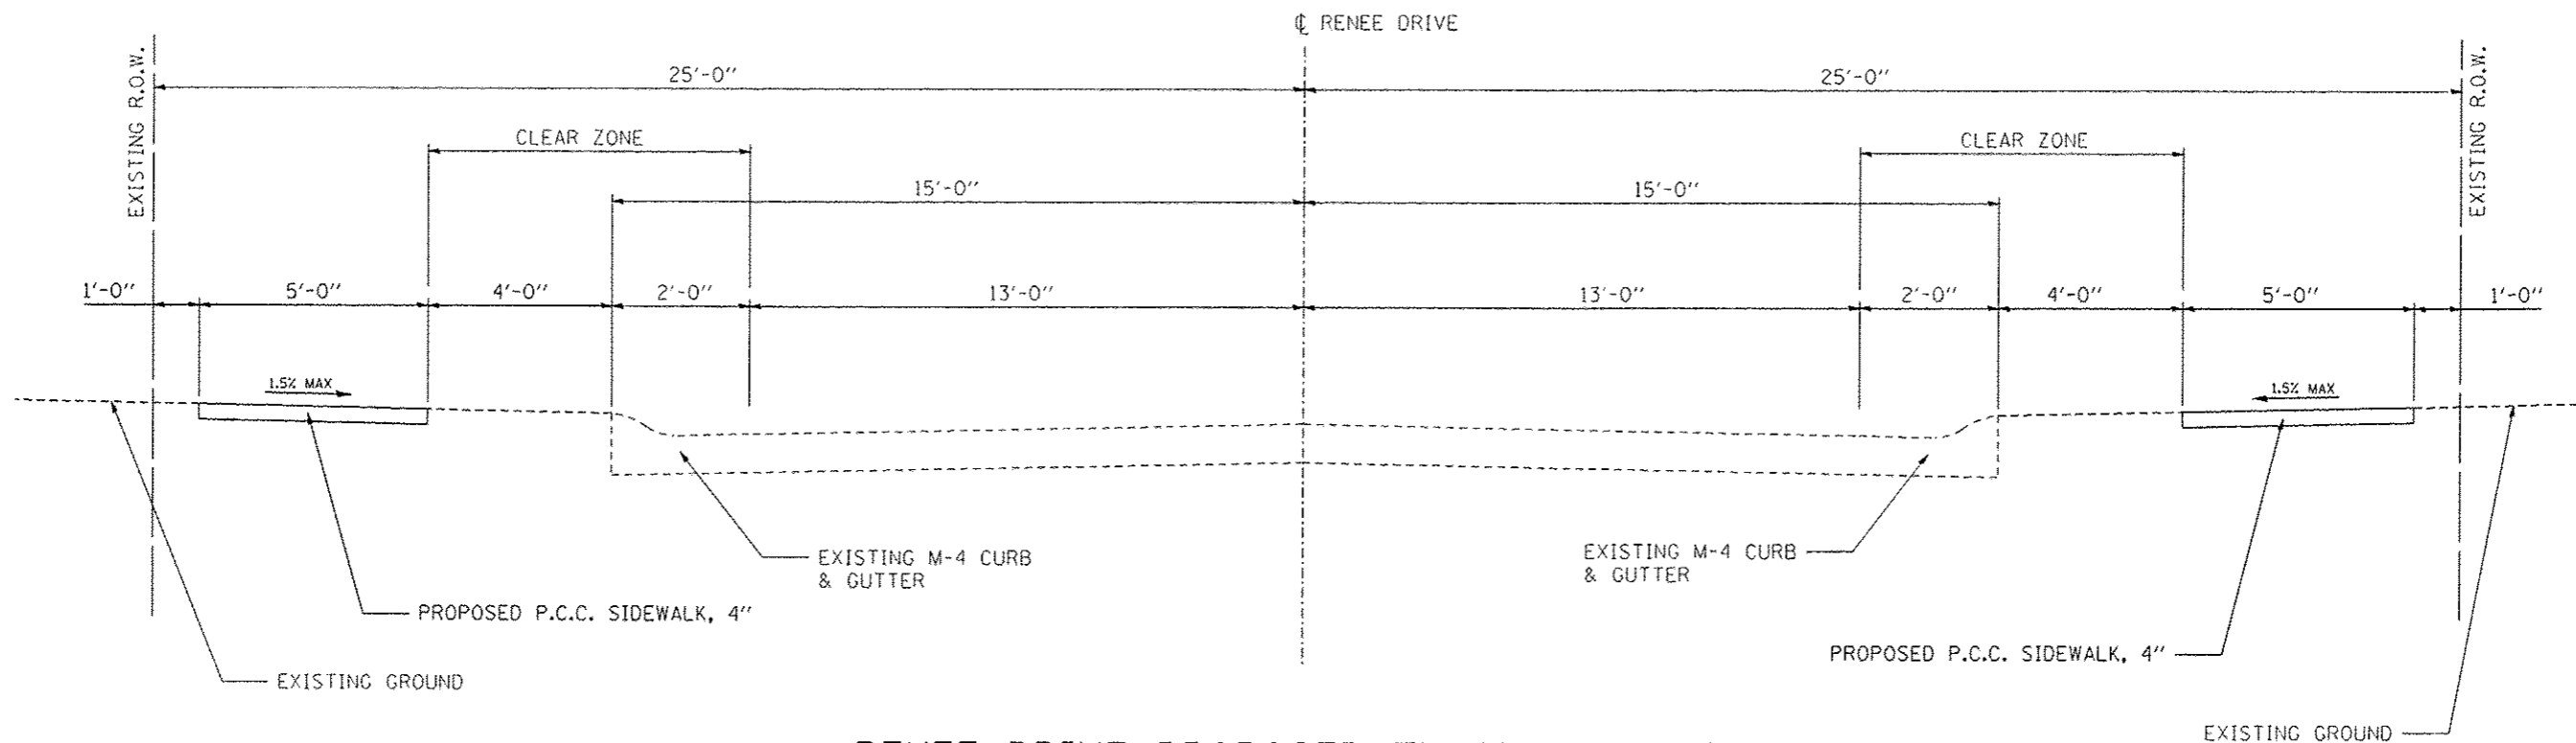 ℄ RENEE DRIVE
EXISTING R.O.W.
EXISTING R.O.W.
25'-0"
25'-0"
CLEAR ZONE
CLEAR ZONE
15'-0"
15'-0"
1'-0"
5'-0"
4'-0"
2'-0"
13'-0"
13'-0"
2'-0"
4'-0"
5'-0"
1'-0"
1.5% MAX
1.5% MAX
EXISTING M-4 CURB
& GUTTER
EXISTING M-4 CURB
& GUTTER
PROPOSED P.C.C. SIDEWALK, 4"
PROPOSED P.C.C. SIDEWALK, 4"
EXISTING GROUND
EXISTING GROUND